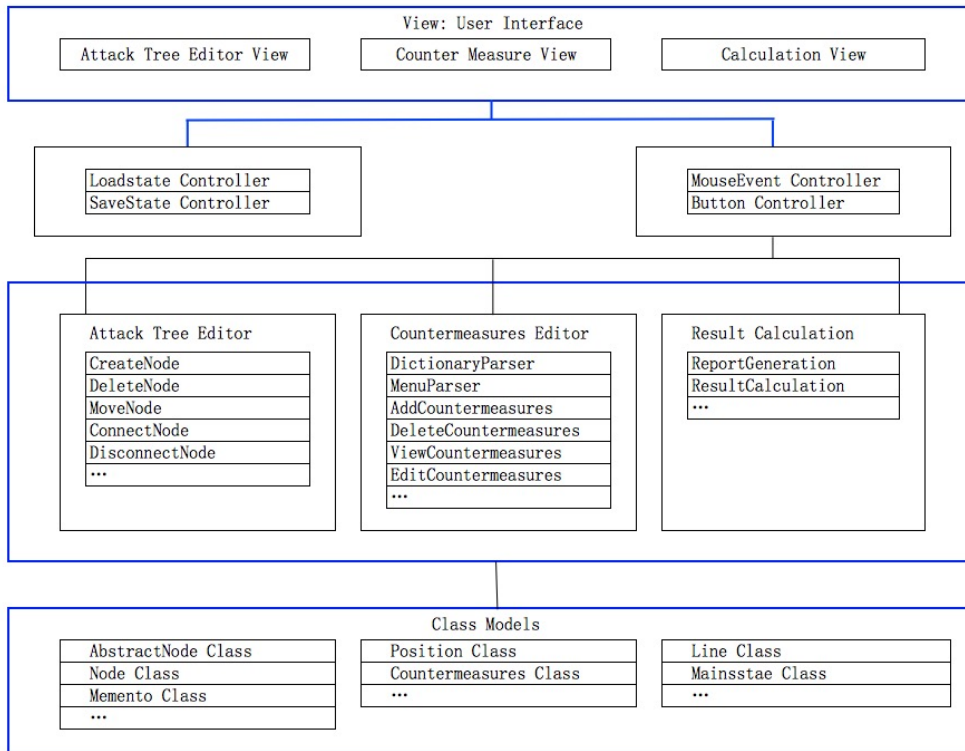 View: User Interface
Attack Tree Editor View
Counter Measure View
Calculation View
Loadstate Controller
SaveState Controller
MouseEvent Controller
Button Controller
Attack Tree Editor
CreateNode
DeleteNode
MoveNode
ConnectNode
DisconnectNode
…
Countermeasures Editor
DictionaryParser
MenuParser
AddCountermeasures
DeleteCountermeasures
ViewCountermeasures
EditCountermeasures
…
Result Calculation
ReportGeneration
ResultCalculation
…
Class Models
AbstractNode Class
Node Class
Memento Class
…
Position Class
Countermeasures Class
…
Line Class
Mainsstae Class
…